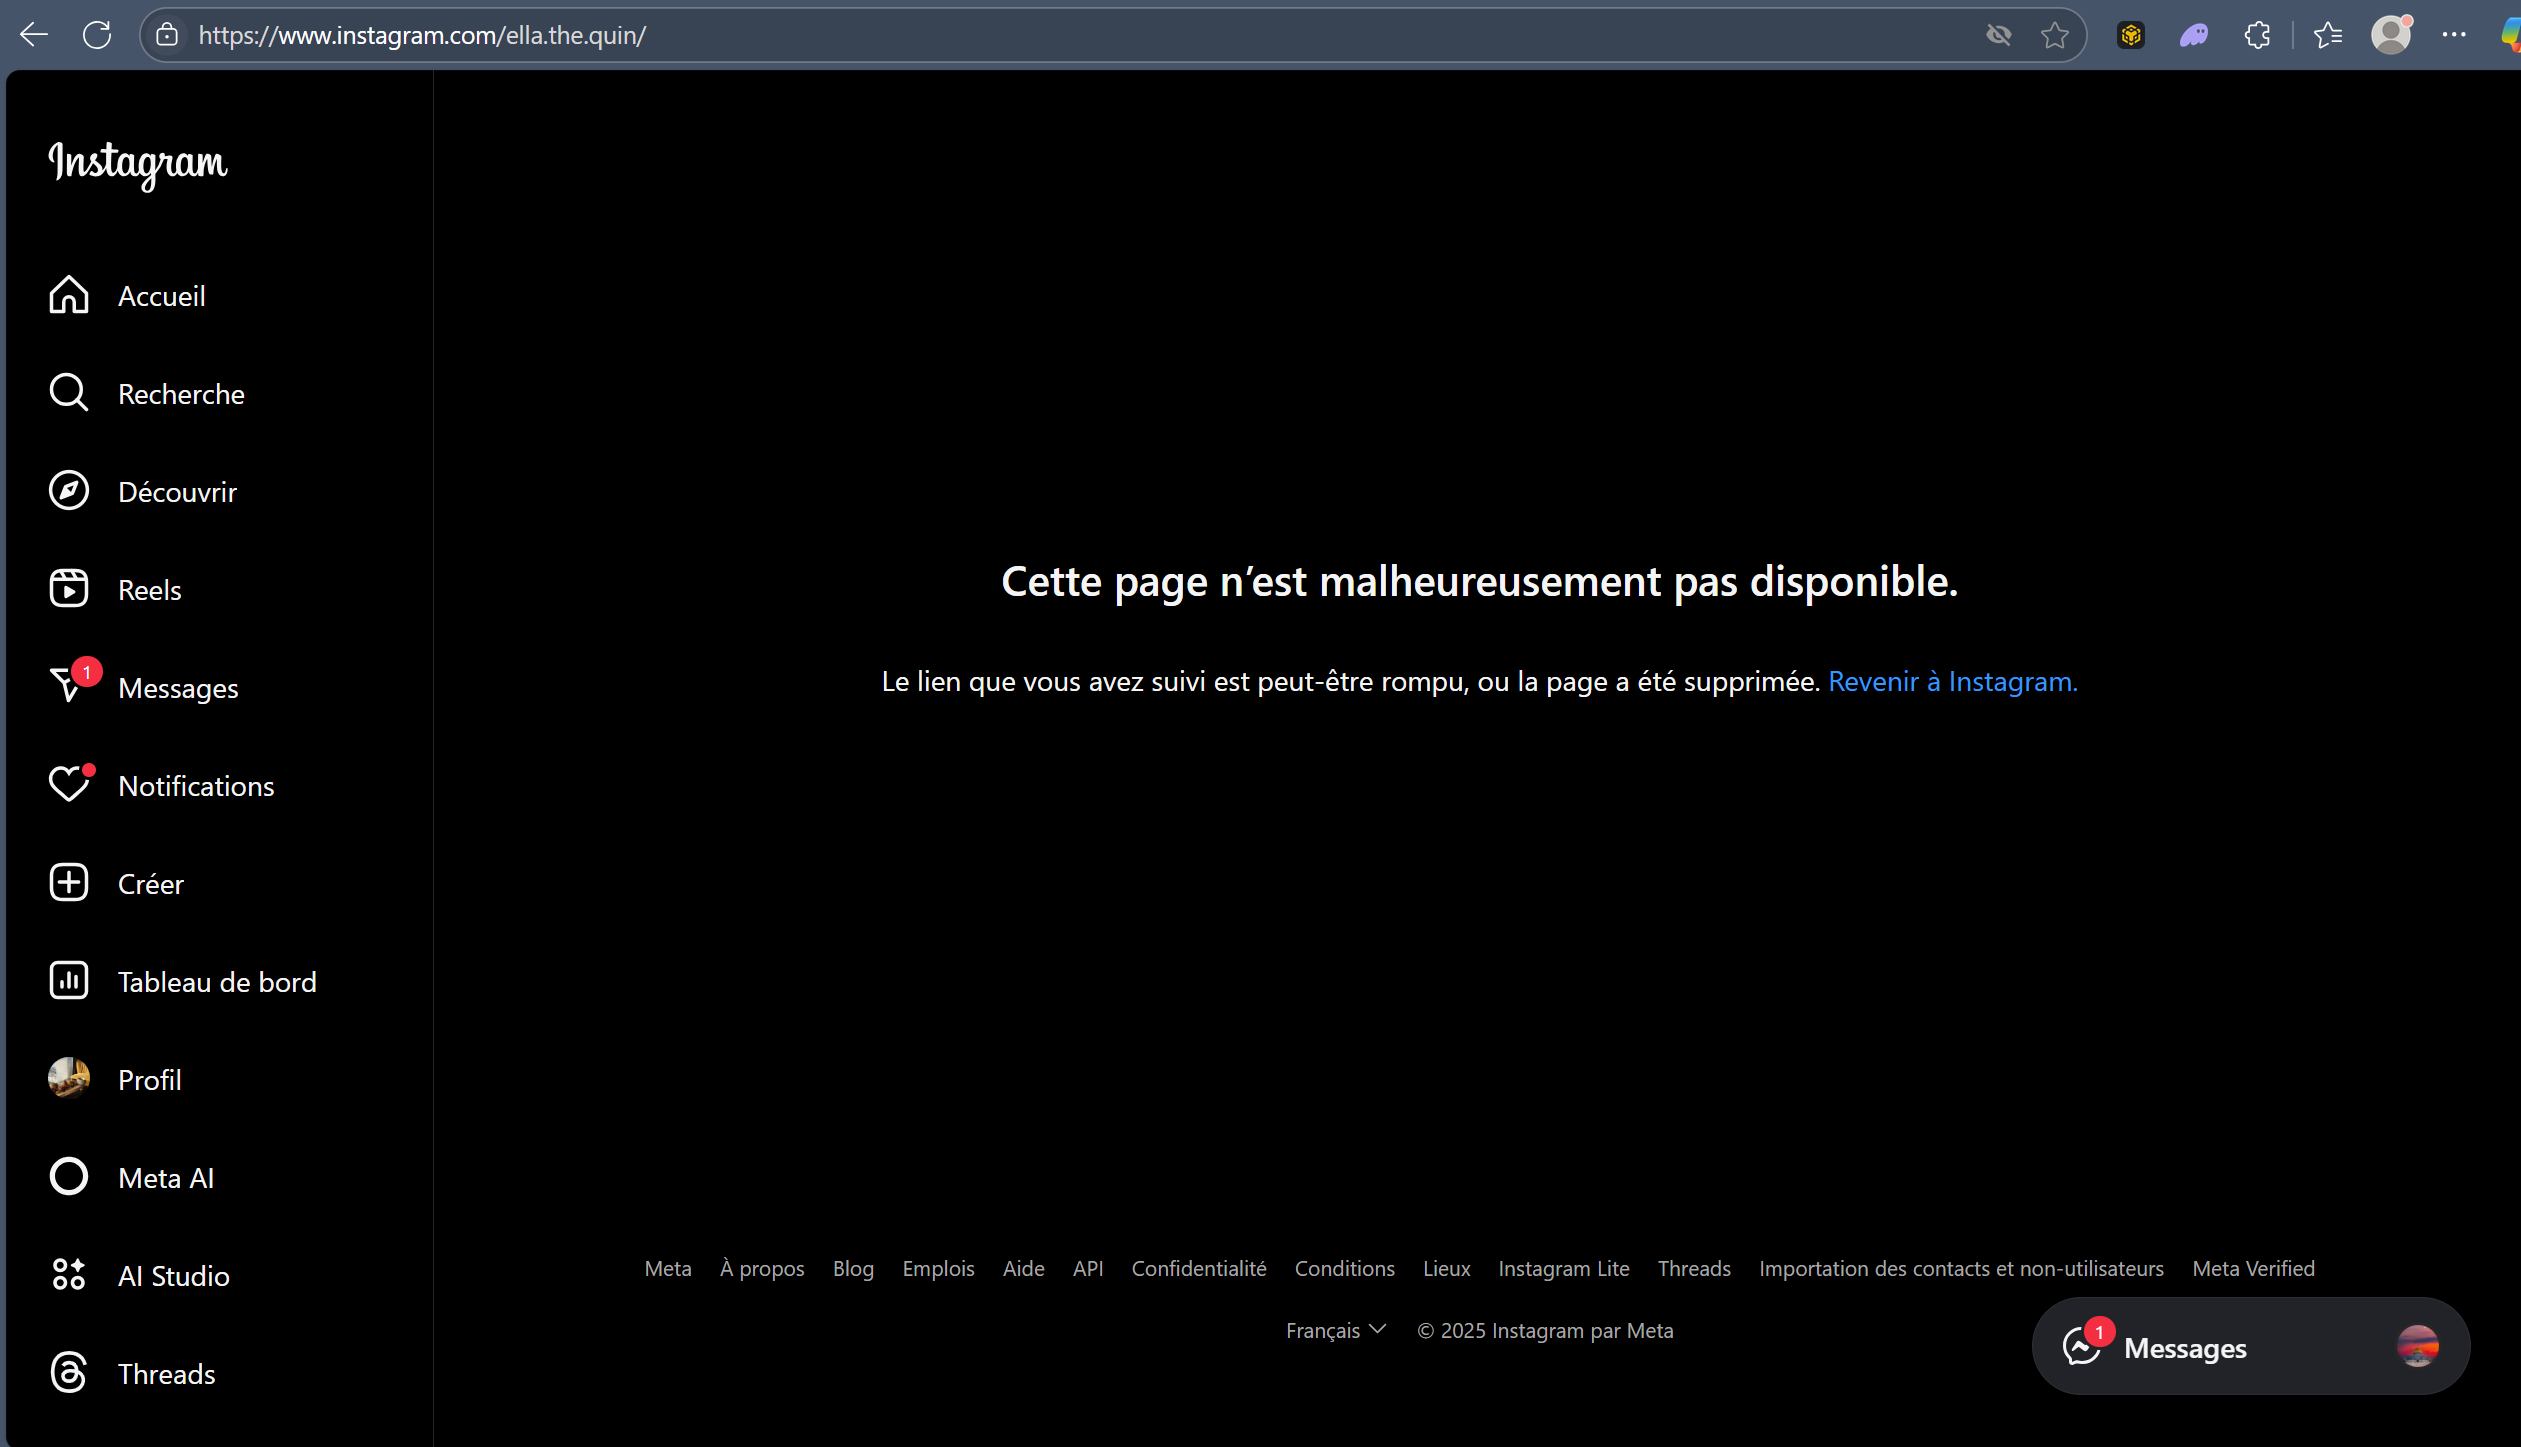 https://www.instagram.com/ella.the.quin/
Instagram
Accueil
Recherche
Découvrir
Reels
1
Messages
Notifications
Créer
Tableau de bord
Profil
Meta AI
AI Studio
Threads
Cette page n’est malheureusement pas disponible.
Le lien que vous avez suivi est peut-être rompu, ou la page a été supprimée. Revenir à Instagram.
Meta À propos Blog Emplois Aide API Confidentialité Conditions Lieux Instagram Lite Threads Importation des contacts et non-utilisateurs Meta Verified
Français © 2025 Instagram par Meta
1 Messages